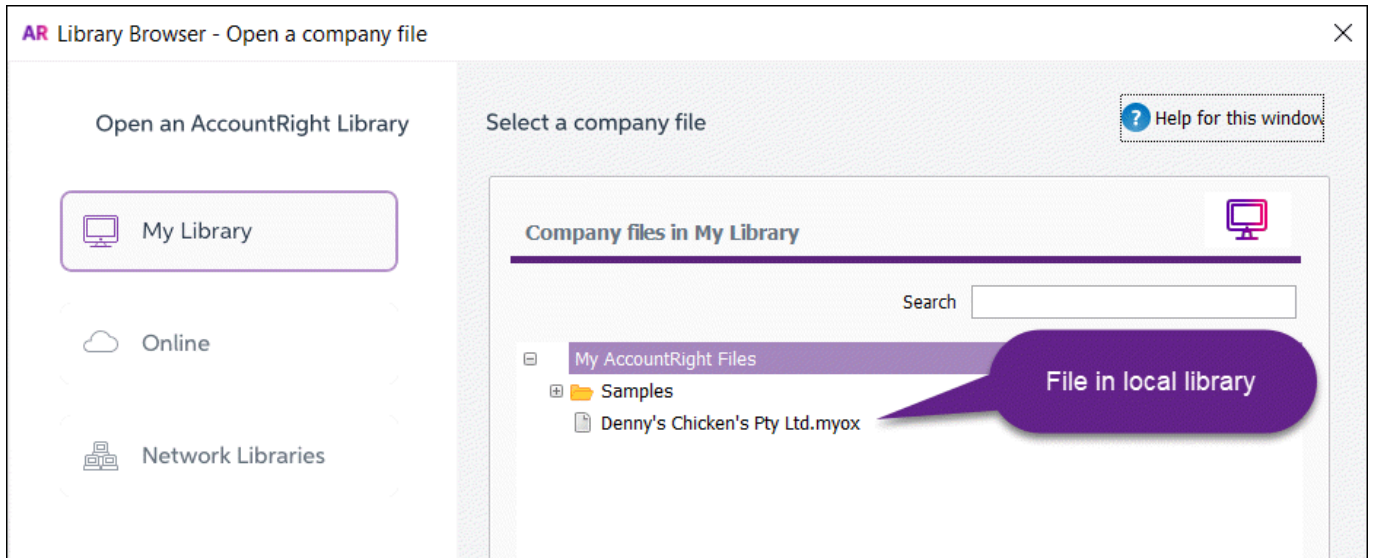 AR Library Browser - Open a company file
Open an AccountRight Library
My Library
Online
Network Libraries
Select a company file
? Help for this window
Company files in My Library
Search
My AccountRight Files
Samples
Denny's Chicken's Pty Ltd.myox
File in local library